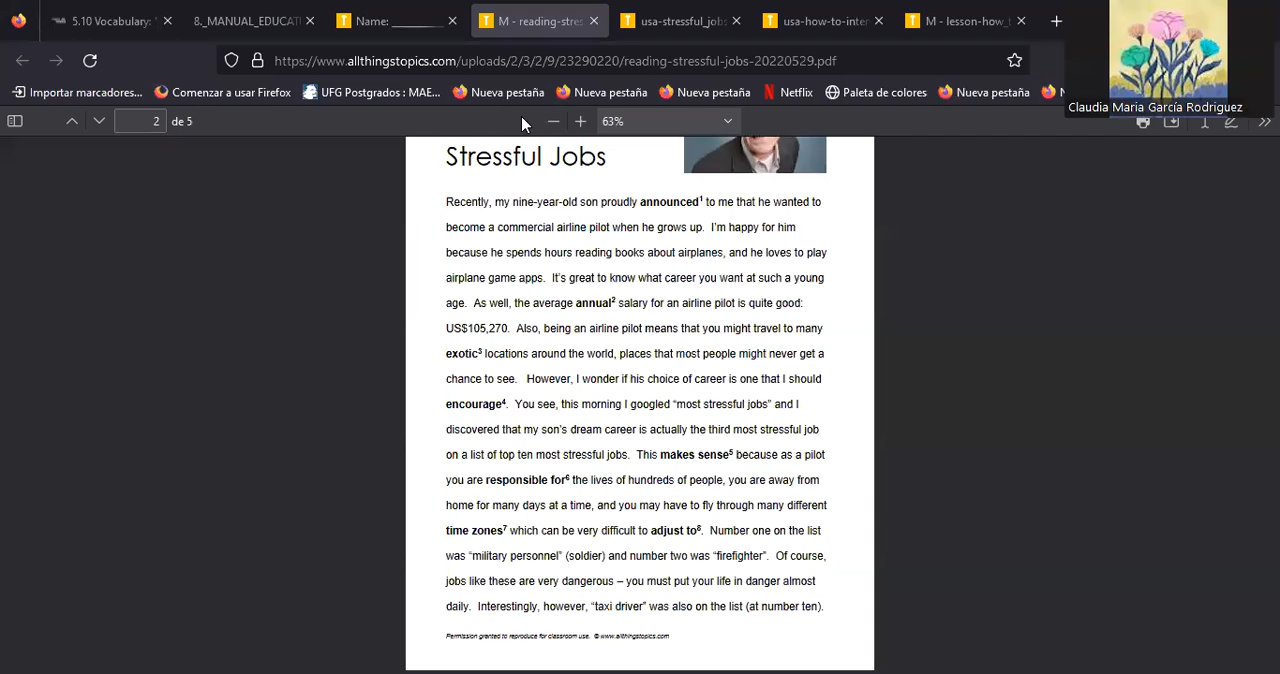 5.10 Vocabulary: "
8._MANUAL_EDUCAT
Name: ________
M - reading-stres
usa-stressful_job
usa-how-to-inter
M - lesson-how_t
https://www.allthingstopics.com/uploads/2/3/2/9/23290220/reading-stressful-jobs-20220529.pdf
Importar marcadores...
Comenzar a usar Firefox
UFG Postgrados : MAE...
Nueva pestaña
Nueva pestaña
Nueva pestaña
Netflix
Paleta de colores
Nueva pestaña
Claudia Maria García Rodriguez
2 de 5
63%
Stressful Jobs
Recently, my nine-year-old son proudly announced1 to me that he wanted to
become a commercial airline pilot when he grows up. I'm happy for him
because he spends hours reading books about airplanes, and he loves to play
airplane game apps. It's great to know what career you want at such a young
age. As well, the average annual2 salary for an airline pilot is quite good:
US$105,270. Also, being an airline pilot means that you might travel to many
exotic3 locations around the world, places that most people might never get a
chance to see. However, I wonder if his choice of career is one that I should
encourage4. You see, this morning I googled “most stressful jobs” and I
discovered that my son's dream career is actually the third most stressful job
on a list of top ten most stressful jobs. This makes sense5 because as a pilot
you are responsible for6 the lives of hundreds of people, you are away from
home for many days at a time, and you may have to fly through many different
time zones7 which can be very difficult to adjust to8. Number one on the list
was “military personnel” (soldier) and number two was “firefighter”. Of course,
jobs like these are very dangerous – you must put your life in danger almost
daily. Interestingly, however, “taxi driver” was also on the list (at number ten).
Permission granted to reproduce for classroom use. © www.allthingstopics.com